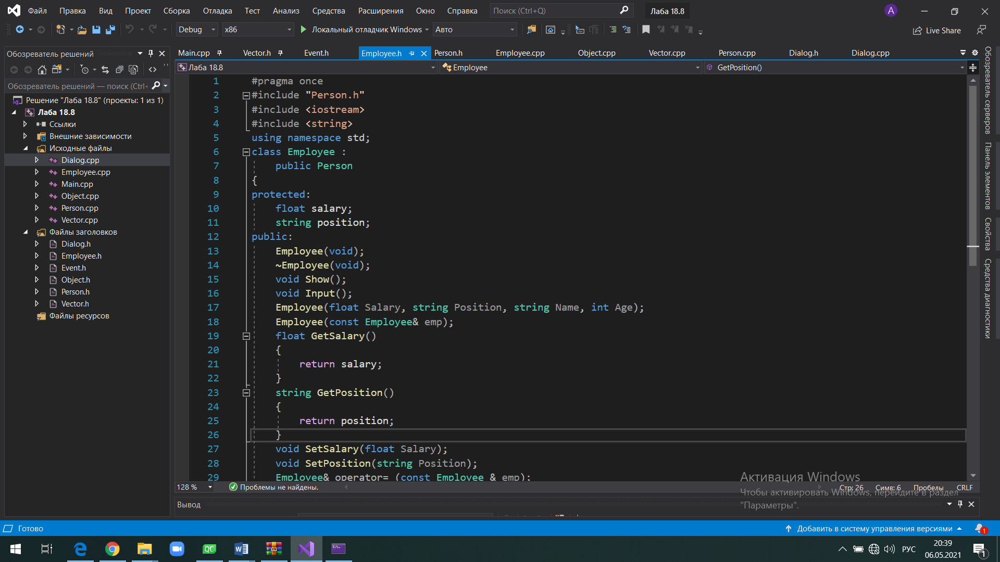 Файл Правка Вид Проект Сборка Отладка Тест Анализ Средства Расширения Окно Справка Поиск (Ctrl+Q) Лаба 18.8 A
Debug x86 Локальный отладчик Windows Авто Live Share
Обозреватель решений
Обозреватель решений — поиск (Ctrl+
Решение "Лаба 18.8" (проекты: 1 из 1)
Лаба 18.8
Ссылки
Внешние зависимости
Исходные файлы
Dialog.cpp
Employee.cpp
Main.cpp
Object.cpp
Person.cpp
Vector.cpp
Файлы заголовков
Dialog.h
Employee.h
Event.h
Object.h
Person.h
Vector.h
Файлы ресурсов
Main.cpp Vector.h Event.h Employee.h Person.h Employee.cpp Object.cpp Vector.cpp Person.cpp Dialog.h Dialog.cpp
Лаба 18.8 Employee GetPosition()
1 #pragma once
2 #include "Person.h"
3 #include <iostream>
4 #include <string>
5 using namespace std;
6 class Employee :
7 public Person
8 {
9 protected:
10 float salary;
11 string position;
12 public:
13 Employee(void);
14 ~Employee(void);
15 void Show();
16 void Input();
17 Employee(float Salary, string Position, string Name, int Age);
18 Employee(const Employee& emp);
19 float GetSalary()
20 {
21 return salary;
22 }
23 string GetPosition()
24 {
25 return position;
26 }
27 void SetSalary(float Salary);
28 void SetPosition(string Position);
29 Employee& operator= (const Employee & emp);
128 % Проблемы не найдены. Стр: 26 Симв: 6 Пробелы CRLF
Вывод
Активация Windows
Чтобы активировать Windows, перейдите в раздел
"Параметры".
Обозреватель серверов
Панель элементов
Свойства
Средства диагностики
Готово Добавить в систему управления версиями 1
QC РУС 20:39
06.05.2021 1